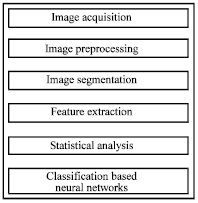 Image acquisition
Image preprocessing
Image segmentation
Feature extraction
Statistical analysis
Classification based
neural networks